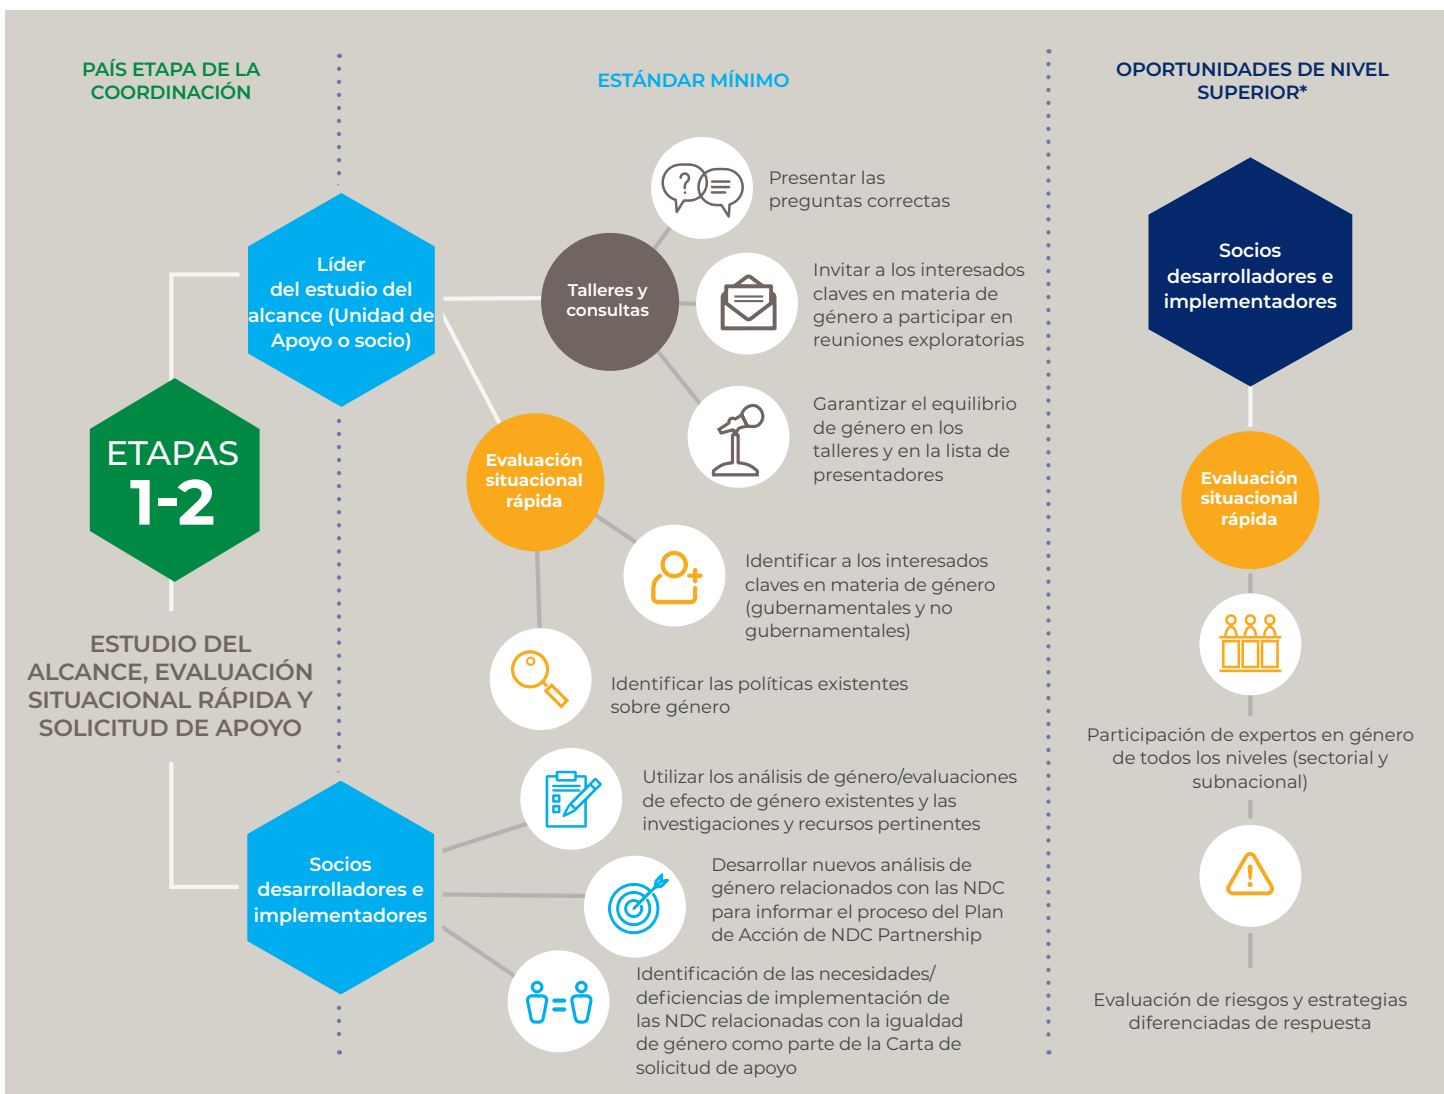 PAÍS ETAPA DE LA
COORDINACIÓN
ESTÁNDAR MÍNIMO
OPORTUNIDADES DE NIVEL
SUPERIOR*
ETAPAS
1-2
ESTUDIO DEL
ALCANCE, EVALUACIÓN
SITUACIONAL RÁPIDA Y
SOLICITUD DE APOYO
Líder
del estudio del
alcance (Unidad de
Apoyo o socio)
Talleres y
consultas
?
Presentar las
preguntas correctas
Invitar a los interesados
claves en materia de
género a participar en
reuniones exploratorias
Garantizar el equilibrio
de género en los
talleres y en la lista de
presentadores
Evaluación
situacional
rápida
Identificar a los interesados
claves en materia de género
(gubernamentales y no
gubernamentales)
Identificar las políticas existentes
sobre género
Socios
desarrolladores e
implementadores
Utilizar los análisis de género/evaluaciones
de efecto de género existentes y las
investigaciones y recursos pertinentes
Desarrollar nuevos análisis de
género relacionados con las NDC
para informar el proceso del Plan
de Acción de NDC Partnership
Identificación de las necesidades/
deficiencias de implementación de
las NDC relacionadas con la igualdad
de género como parte de la Carta de
solicitud de apoyo
Socios
desarrolladores e
implementadores
Evaluación
situacional
rápida
Participación de expertos en género
de todos los niveles (sectorial y
subnacional)
!
Evaluación de riesgos y estrategias
diferenciadas de respuesta